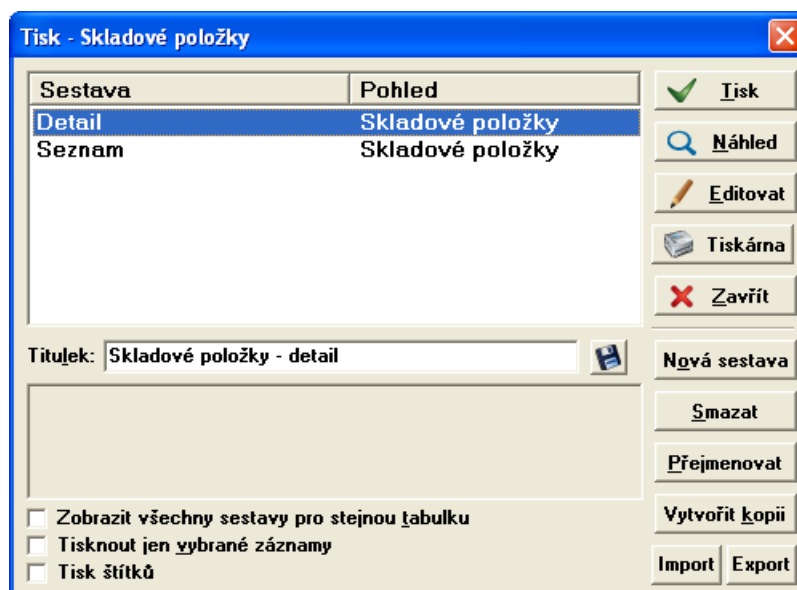 Tisk - Skladové položky
Sestava Pohled
Detail Skladové položky
Seznam Skladové položky
Titulek: Skladové položky - detail
Zobrazit všechny sestavy pro stejnou tabulku
Tisknout jen vybrané záznamy
Tisk štítků
Tisk
Náhled
Editovat
Tiskárna
Zavřít
Nová sestava
Smazat
Přejmenovat
Vytvořit kopii
Import Export